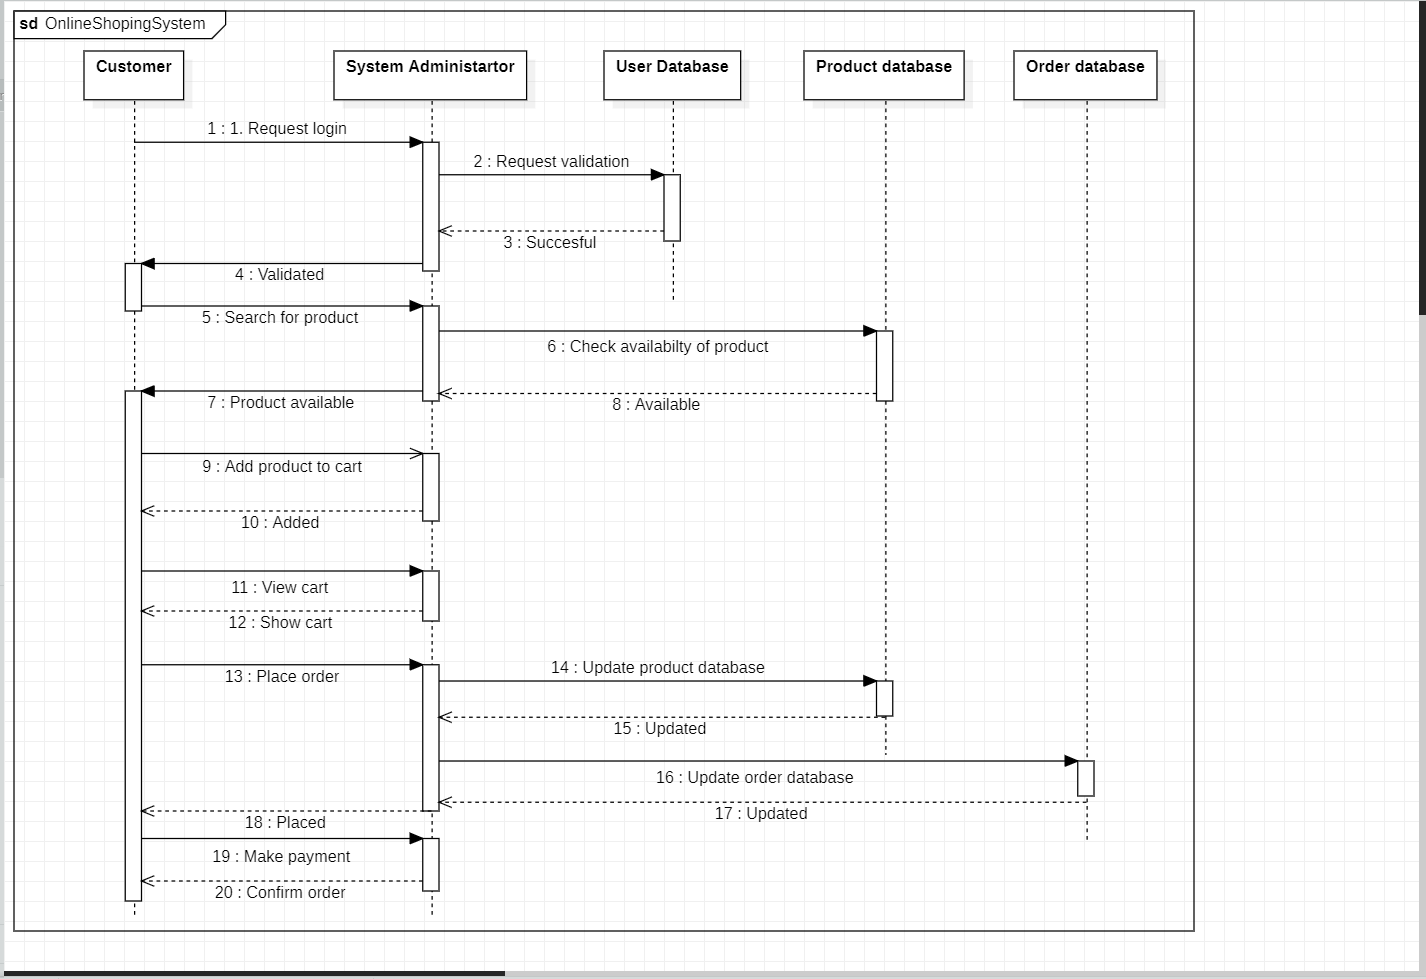 sd OnlineShopingSystem
Customer
System Administartor
User Database
Product database
Order database
1 : 1. Request login
2 : Request validation
3 : Succesful
4 : Validated
5 : Search for product
6 : Check availabilty of product
7 : Product available
8 : Available
9 : Add product to cart
10 : Added
11 : View cart
12 : Show cart
13 : Place order
14 : Update product database
15 : Updated
16 : Update order database
17 : Updated
18 : Placed
19 : Make payment
20 : Confirm order